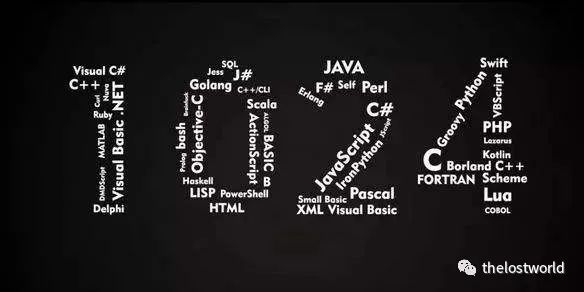 Visual C#
C++
Curl
Nuva
.NET
Ruby
MATLAB
Visual Basic
DMDScript
Delphi
SQL
Jess
J#
Golang
C++/CLI
Brainfuck
Scala
bash
Objective-C
ALGOL
ActionScript
BASIC
Prolog
Haskell
B
LISP
PowerShell
HTML
JAVA
F#
Self
Perl
Erlang
C#
JScript
JavaScript
IronPython
Pascal
Small Basic
XML
Visual Basic
Swift
Python
Groovy
VBScript
PHP
Lazarus
C
Kotlin
Borland C++
FORTRAN
Scheme
Lua
COBOL
thelostworld